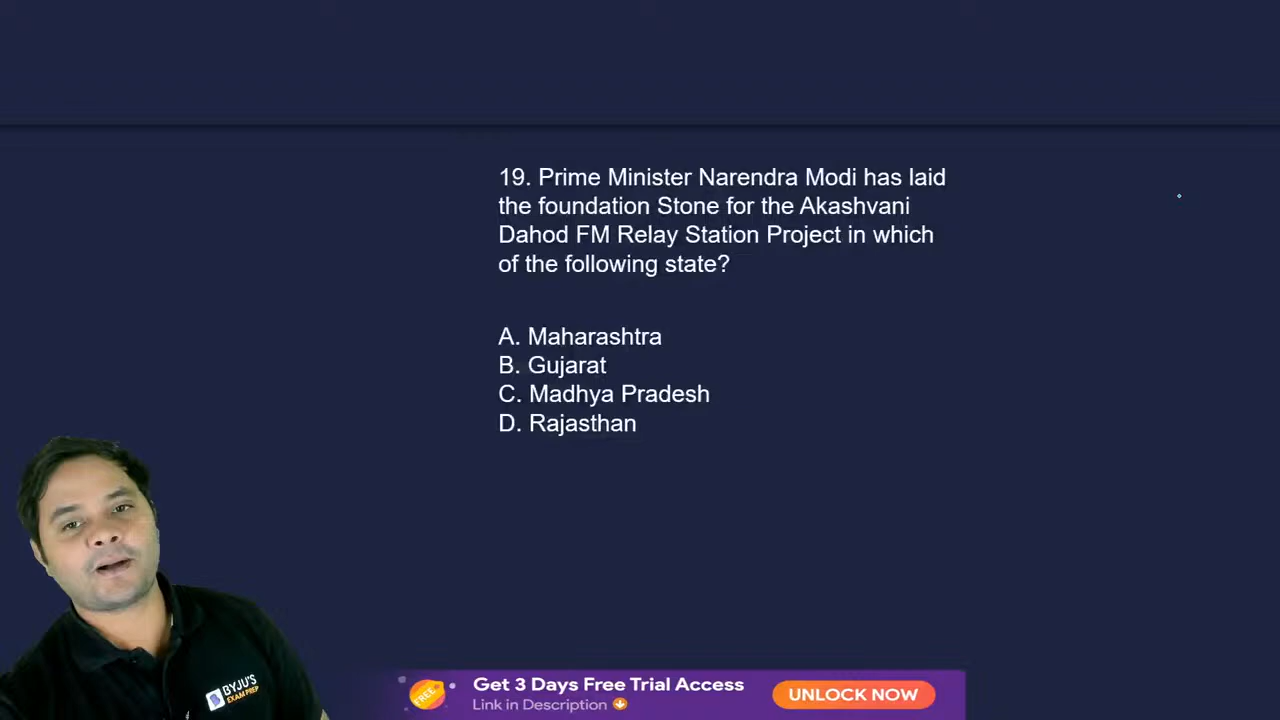 19. Prime Minister Narendra Modi has laid
the foundation Stone for the Akashvani
Dahod FM Relay Station Project in which
of the following state?
A. Maharashtra
B. Gujarat
C. Madhya Pradesh
D. Rajasthan
BYJU'S
EXAM PREP
FREE
Get 3 Days Free Trial Access
Link in Description
UNLOCK NOW